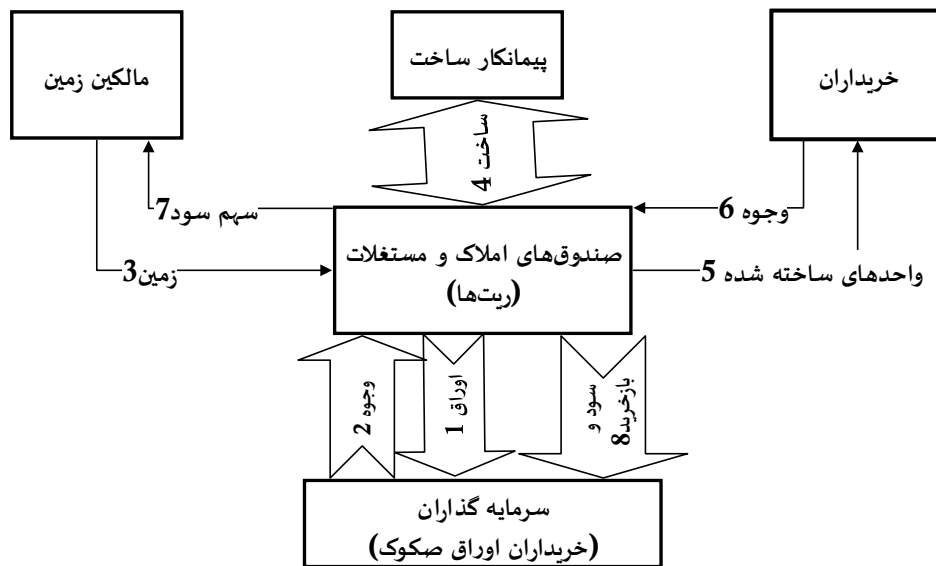 مالکین زمین
پیمانکار ساخت
خریداران
ساخت 4
سهم سود7
وجوه 6
زمین3
صندوق‌های املاک و مستغلات
(ریت‌ها)
واحدهای ساخته شده 5
وجوه 2
اوراق 1
سود و
بازخرید8
سرمایه گذاران
(خریداران اوراق صکوک)